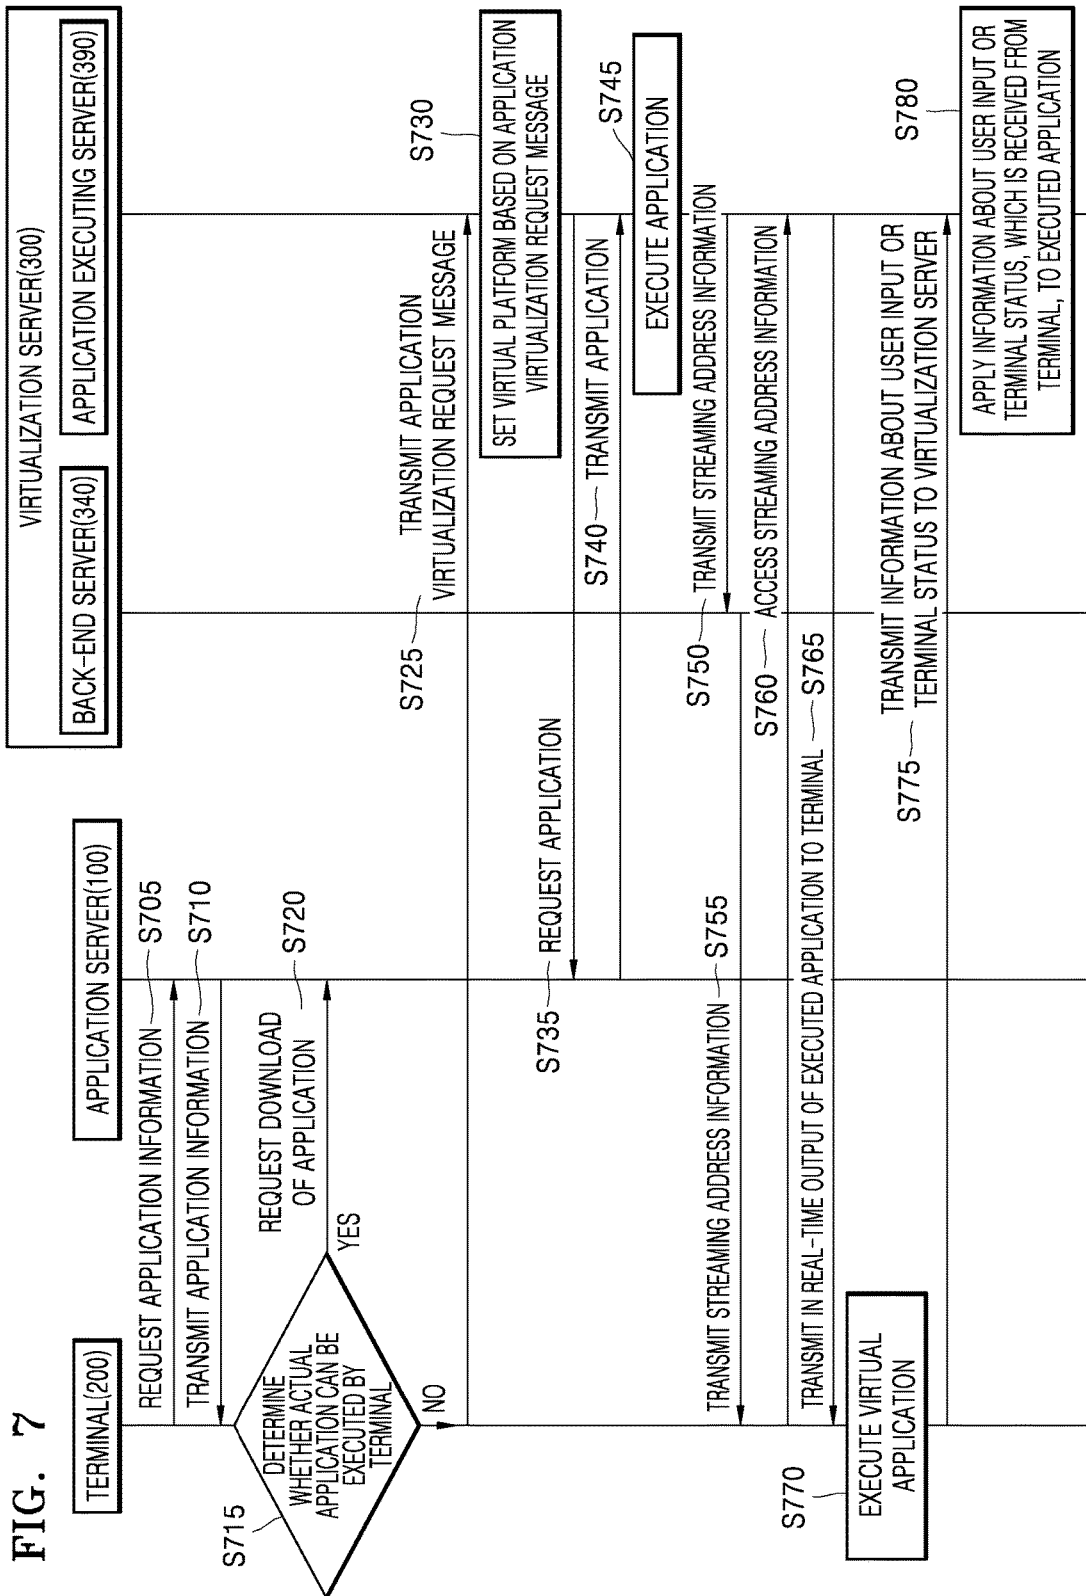 FIG. 7
TERMINAL(200)
APPLICATION SERVER(100)
VIRTUALIZATION SERVER(300)
BACK-END SERVER(340)
APPLICATION EXECUTING SERVER(390)
REQUEST APPLICATION INFORMATION
S705
TRANSMIT APPLICATION INFORMATION
S710
S715
DETERMINE
WHETHER ACTUAL
APPLICATION CAN BE
EXECUTED BY
TERMINAL
REQUEST DOWNLOAD
OF APPLICATION
S720
YES
NO
S725
TRANSMIT APPLICATION
VIRTUALIZATION REQUEST MESSAGE
S730
SET VIRTUAL PLATFORM BASED ON APPLICATION
VIRTUALIZATION REQUEST MESSAGE
S735
REQUEST APPLICATION
S740
TRANSMIT APPLICATION
S745
EXECUTE APPLICATION
S750
TRANSMIT STREAMING ADDRESS INFORMATION
TRANSMIT STREAMING ADDRESS INFORMATION
S755
S760
ACCESS STREAMING ADDRESS INFORMATION
TRANSMIT IN REAL-TIME OUTPUT OF EXECUTED APPLICATION TO TERMINAL
S765
S770
EXECUTE VIRTUAL
APPLICATION
S775
TRANSMIT INFORMATION ABOUT USER INPUT OR
TERMINAL STATUS TO VIRTUALIZATION SERVER
S780
APPLY INFORMATION ABOUT USER INPUT OR
TERMINAL STATUS, WHICH IS RECEIVED FROM
TERMINAL, TO EXECUTED APPLICATION